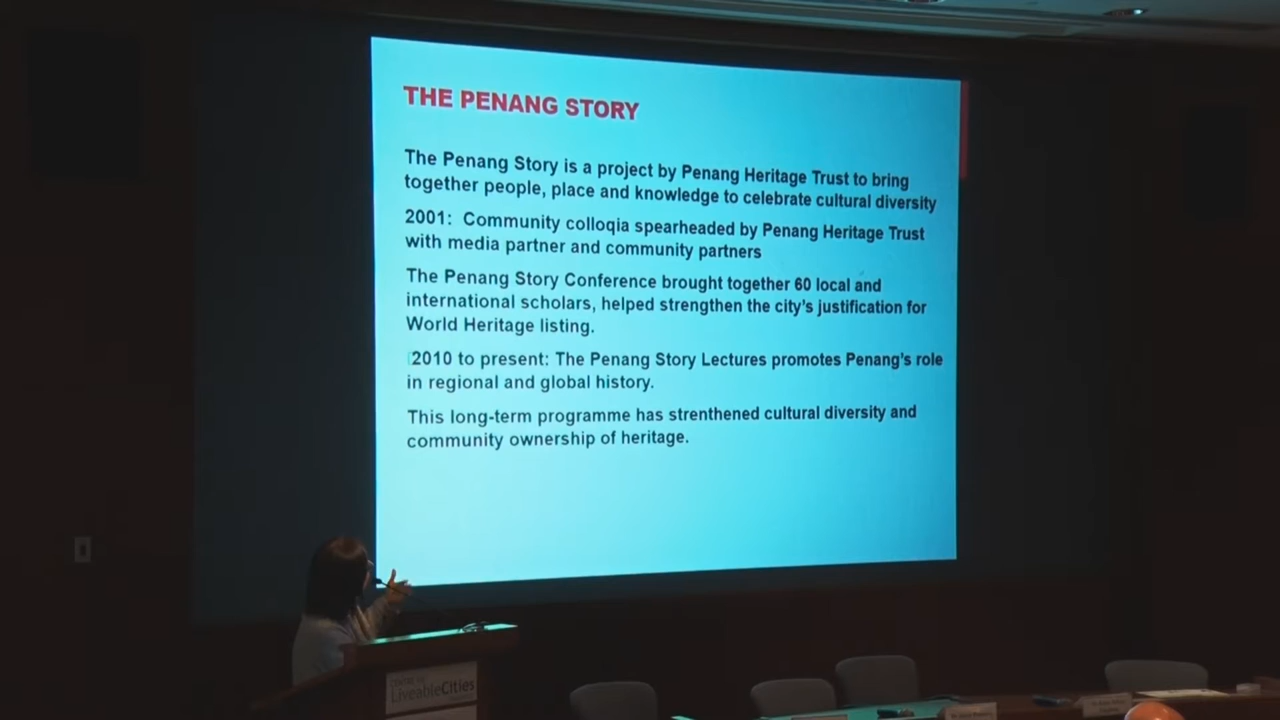 THE PENANG STORY
The Penang Story is a project by Penang Heritage Trust to bring
together people, place and knowledge to celebrate cultural diversity
2001: Community colloqia spearheaded by Penang Heritage Trust
with media partner and community partners
The Penang Story Conference brought together 60 local and
international scholars, helped strengthen the city's justification for
World Heritage listing.
2010 to present: The Penang Story Lectures promotes Penang's role
in regional and global history.
This long-term programme has strenthened cultural diversity and
community ownership of heritage.
LiveableCities